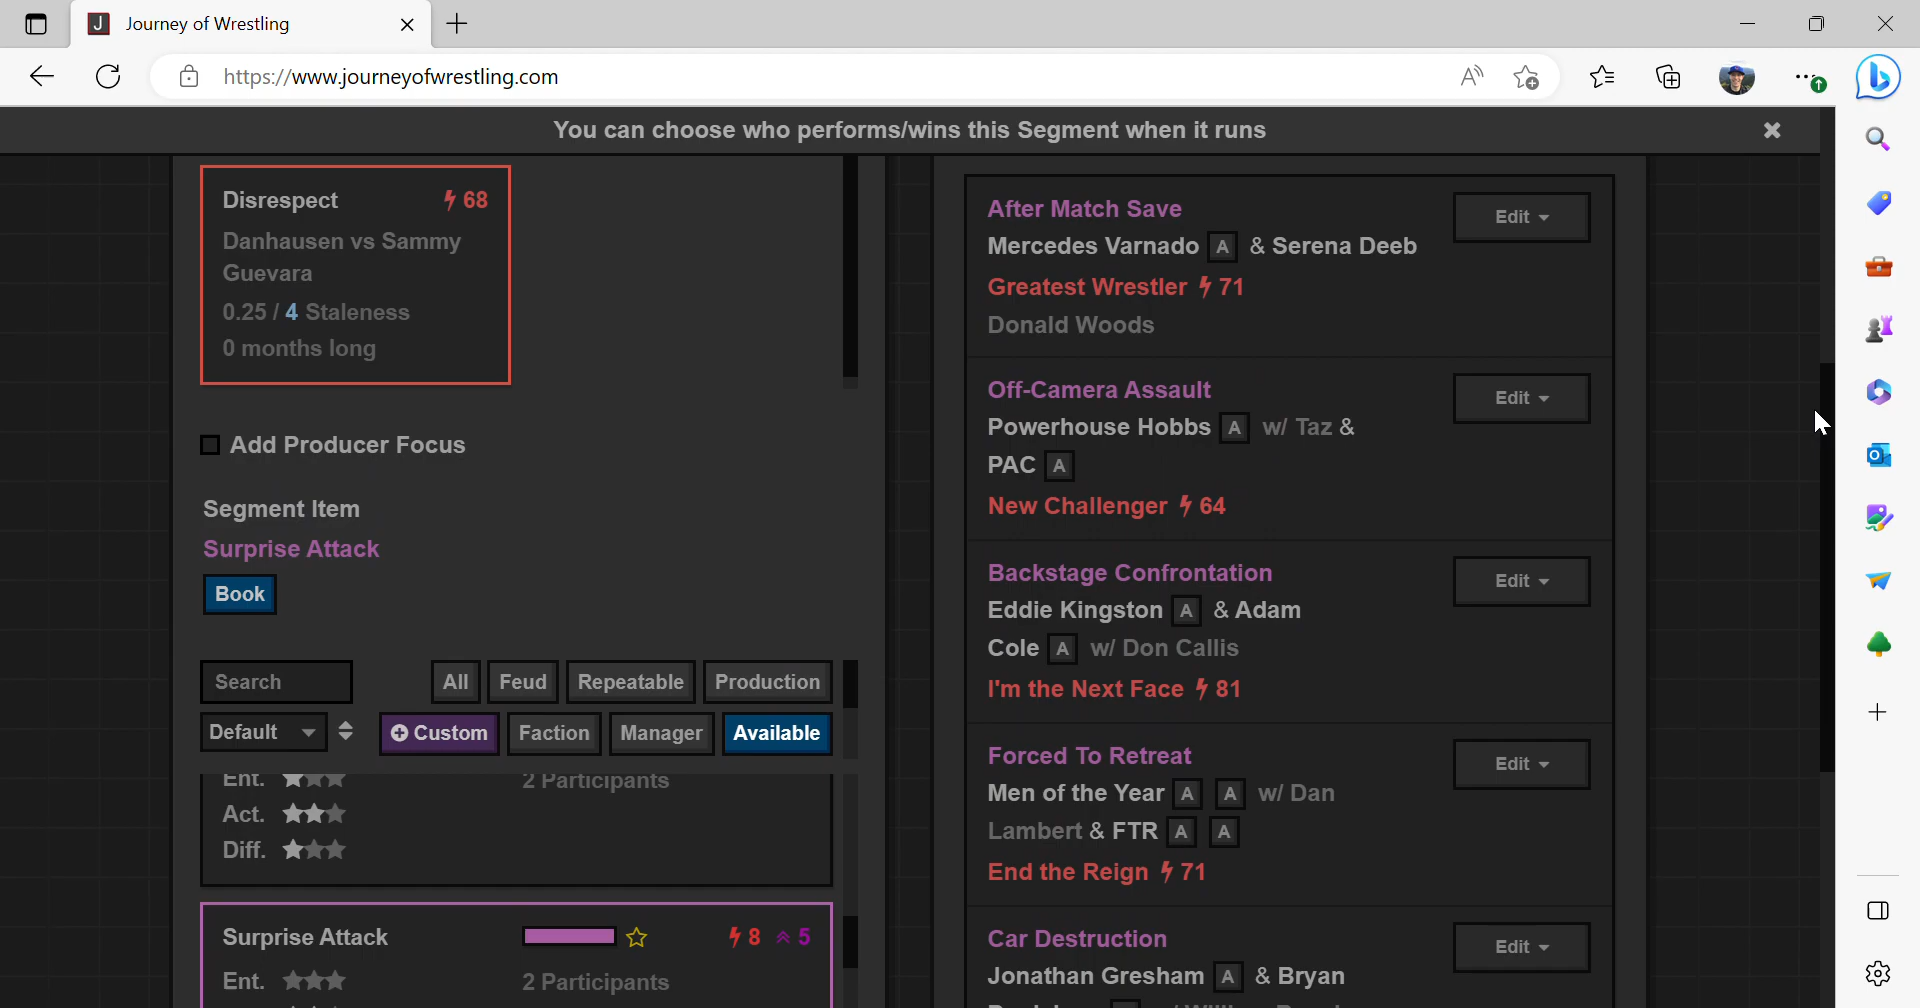 Journey of Wrestling
https://www.journeyofwrestling.com
You can choose who performs/wins this Segment when it runs
Disrespect 68
Danhausen vs Sammy
Guevara
0.25 / 4 Staleness
0 months long
Add Producer Focus
Segment Item
Surprise Attack
Book
Search All Feud Repeatable Production
Default Custom Faction Manager Available
Ent. 2 Participants
Act.
Diff.
Surprise Attack 8 5
Ent. 2 Participants
After Match Save Edit
Mercedes Varnado A & Serena Deeb
Greatest Wrestler 71
Donald Woods
Off-Camera Assault Edit
Powerhouse Hobbs A w/ Taz &
PAC A
New Challenger 64
Backstage Confrontation Edit
Eddie Kingston A & Adam
Cole A w/ Don Callis
I'm the Next Face 81
Forced To Retreat Edit
Men of the Year A A w/ Dan
Lambert & FTR A A
End the Reign 71
Car Destruction Edit
Jonathan Gresham A & Bryan